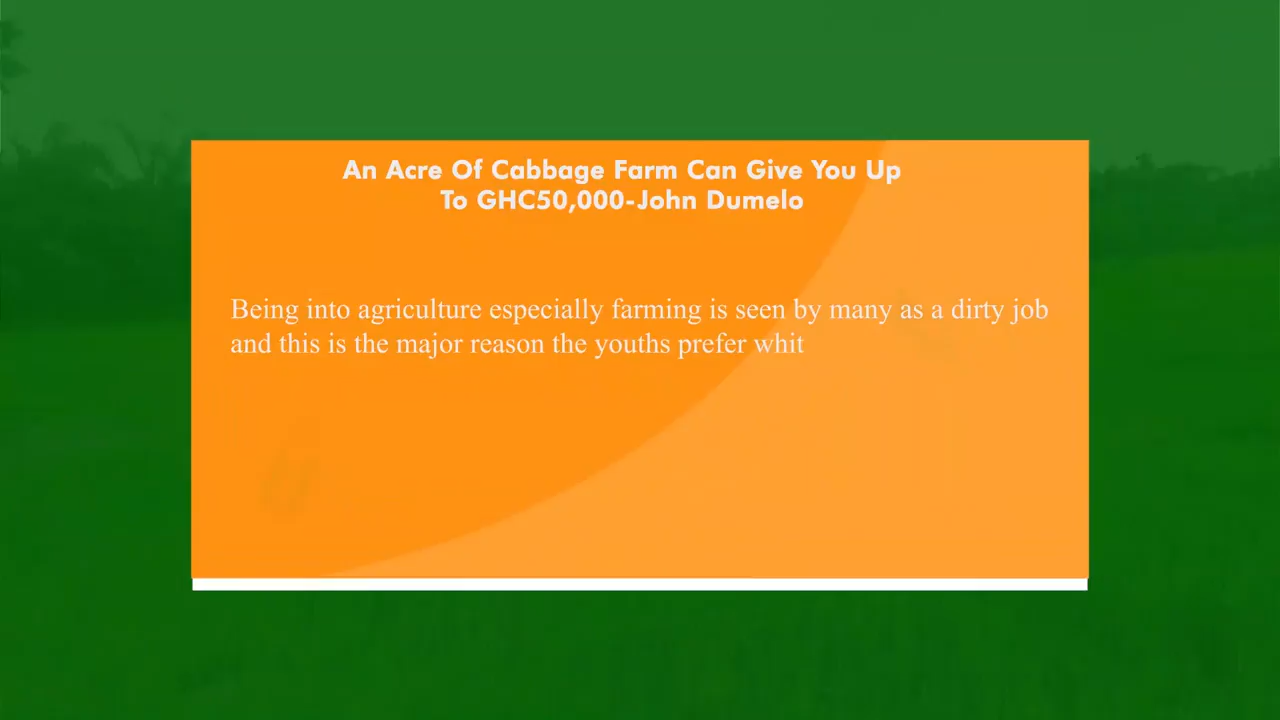 An Acre Of Cabbage Farm Can Give You Up
To GHC50,000-John Dumelo
Being into agriculture especially farming is seen by many as a dirty job
and this is the major reason the youths prefer whit